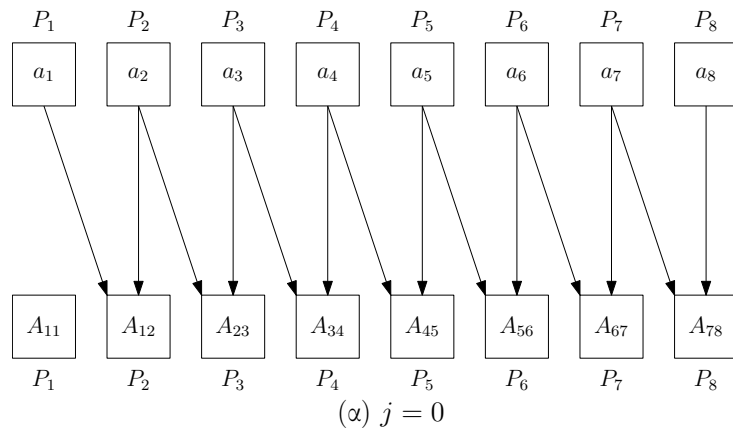 P₁ P₂ P₃ P₄ P₅ P₆ P₇ P₈
a₁ a₂ a₃ a₄ a₅ a₆ a₇ a₈
A₁₁ A₁₂ A₂₃ A₃₄ A₄₅ A₅₆ A₆₇ A₇₈
P₁ P₂ P₃ P₄ P₅ P₆ P₇ P₈
(α) j = 0